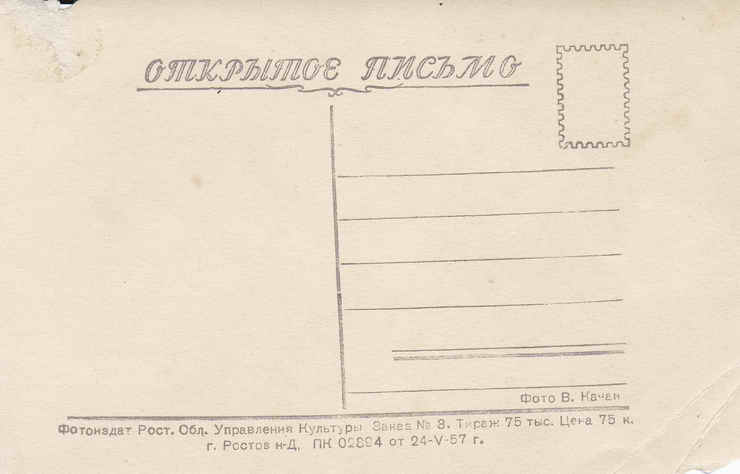 ОТКРЫТОЕ ПИСЬМО
Фото В. Качан
Фотоиздат Рост. Обл. Управления Культуры Заказ № 3. Тираж 75 тыс. Цена 75 к.
г. Ростов н-Д, ПК 02894 от 24-V-57 г.